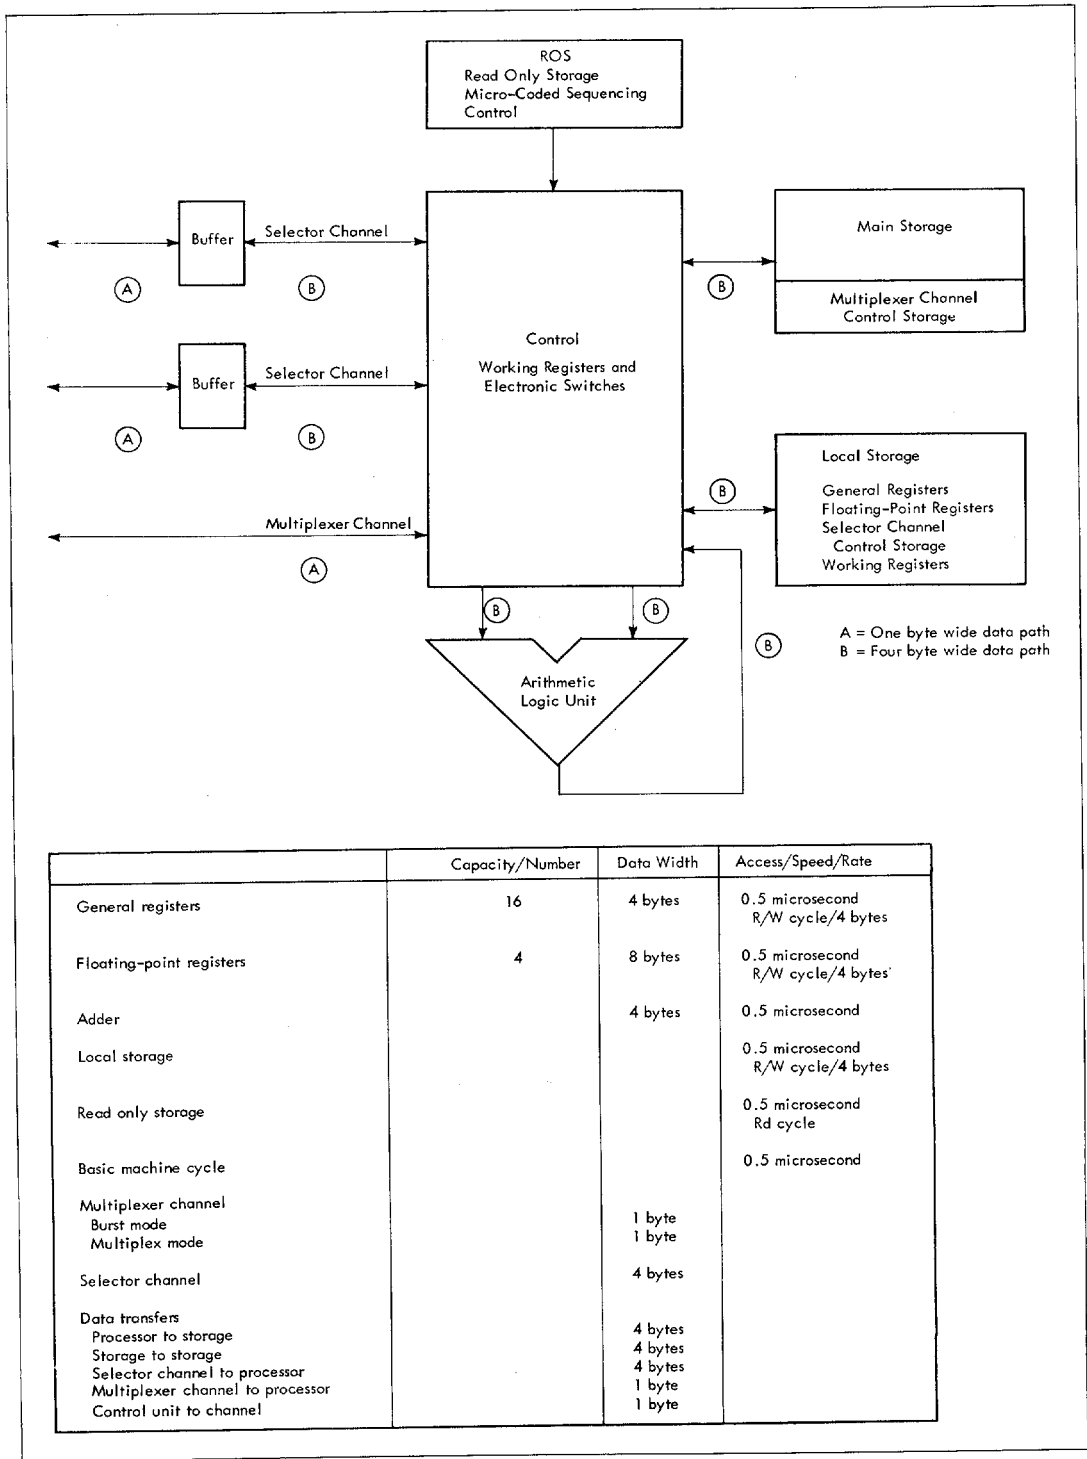 ROS
Read Only Storage
Micro-Coded Sequencing
Control
Buffer
Selector Channel
A
B
Main Storage
B
Multiplexer Channel
Control Storage
Control
Working Registers and
Electronic Switches
Buffer
Selector Channel
A
B
Local Storage
General Registers
Floating-Point Registers
Selector Channel
Control Storage
Working Registers
B
Multiplexer Channel
A
B
B
B
A = One byte wide data path
B = Four byte wide data path
Arithmetic
Logic Unit
Capacity/Number Data Width Access/Speed/Rate
General registers 16 4 bytes 0.5 microsecond
R/W cycle/4 bytes
Floating-point registers 4 8 bytes 0.5 microsecond
R/W cycle/4 bytes
Adder 4 bytes 0.5 microsecond
Local storage 0.5 microsecond
R/W cycle/4 bytes
Read only storage 0.5 microsecond
Rd cycle
Basic machine cycle 0.5 microsecond
Multiplexer channel
Burst mode 1 byte
Multiplex mode 1 byte
Selector channel 4 bytes
Data transfers
Processor to storage 4 bytes
Storage to storage 4 bytes
Selector channel to processor 4 bytes
Multiplexer channel to processor 1 byte
Control unit to channel 1 byte